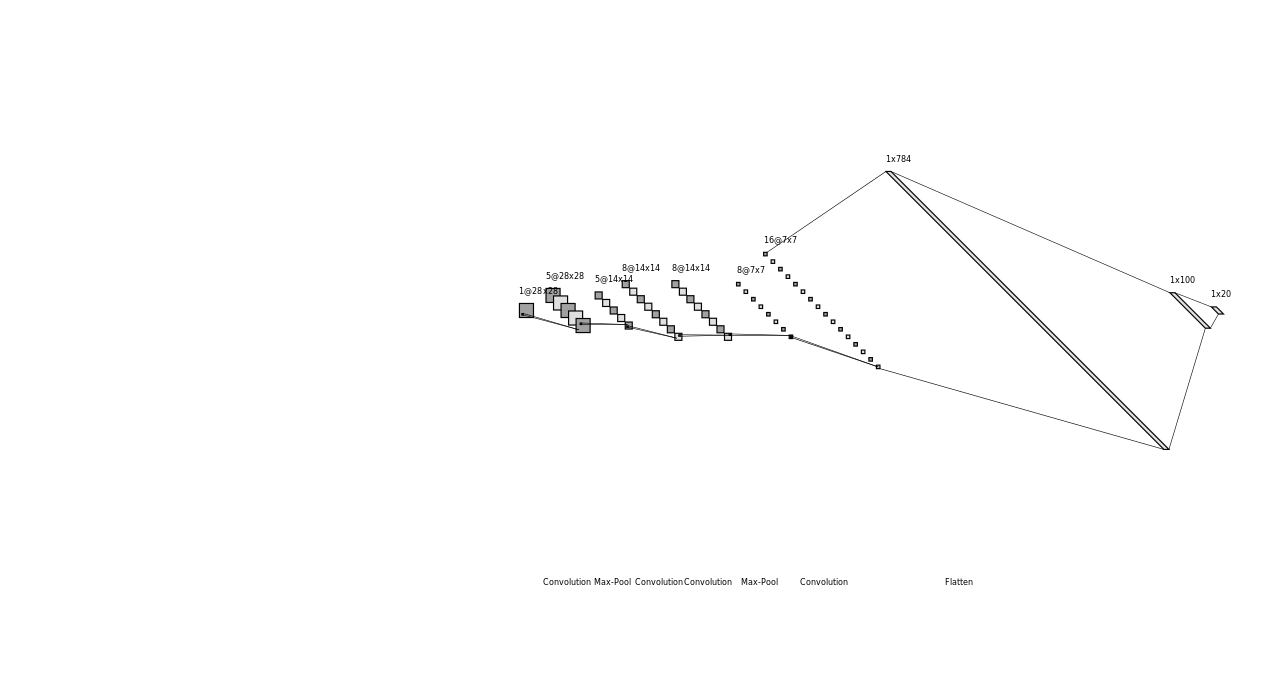 1x784
16@7x7
8@14x14
8@14x14
8@7x7
5@28x28
5@14x14
1@28x28
1x100
1x20
Convolution
Max-Pool
Convolution
Convolution
Max-Pool
Convolution
Flatten